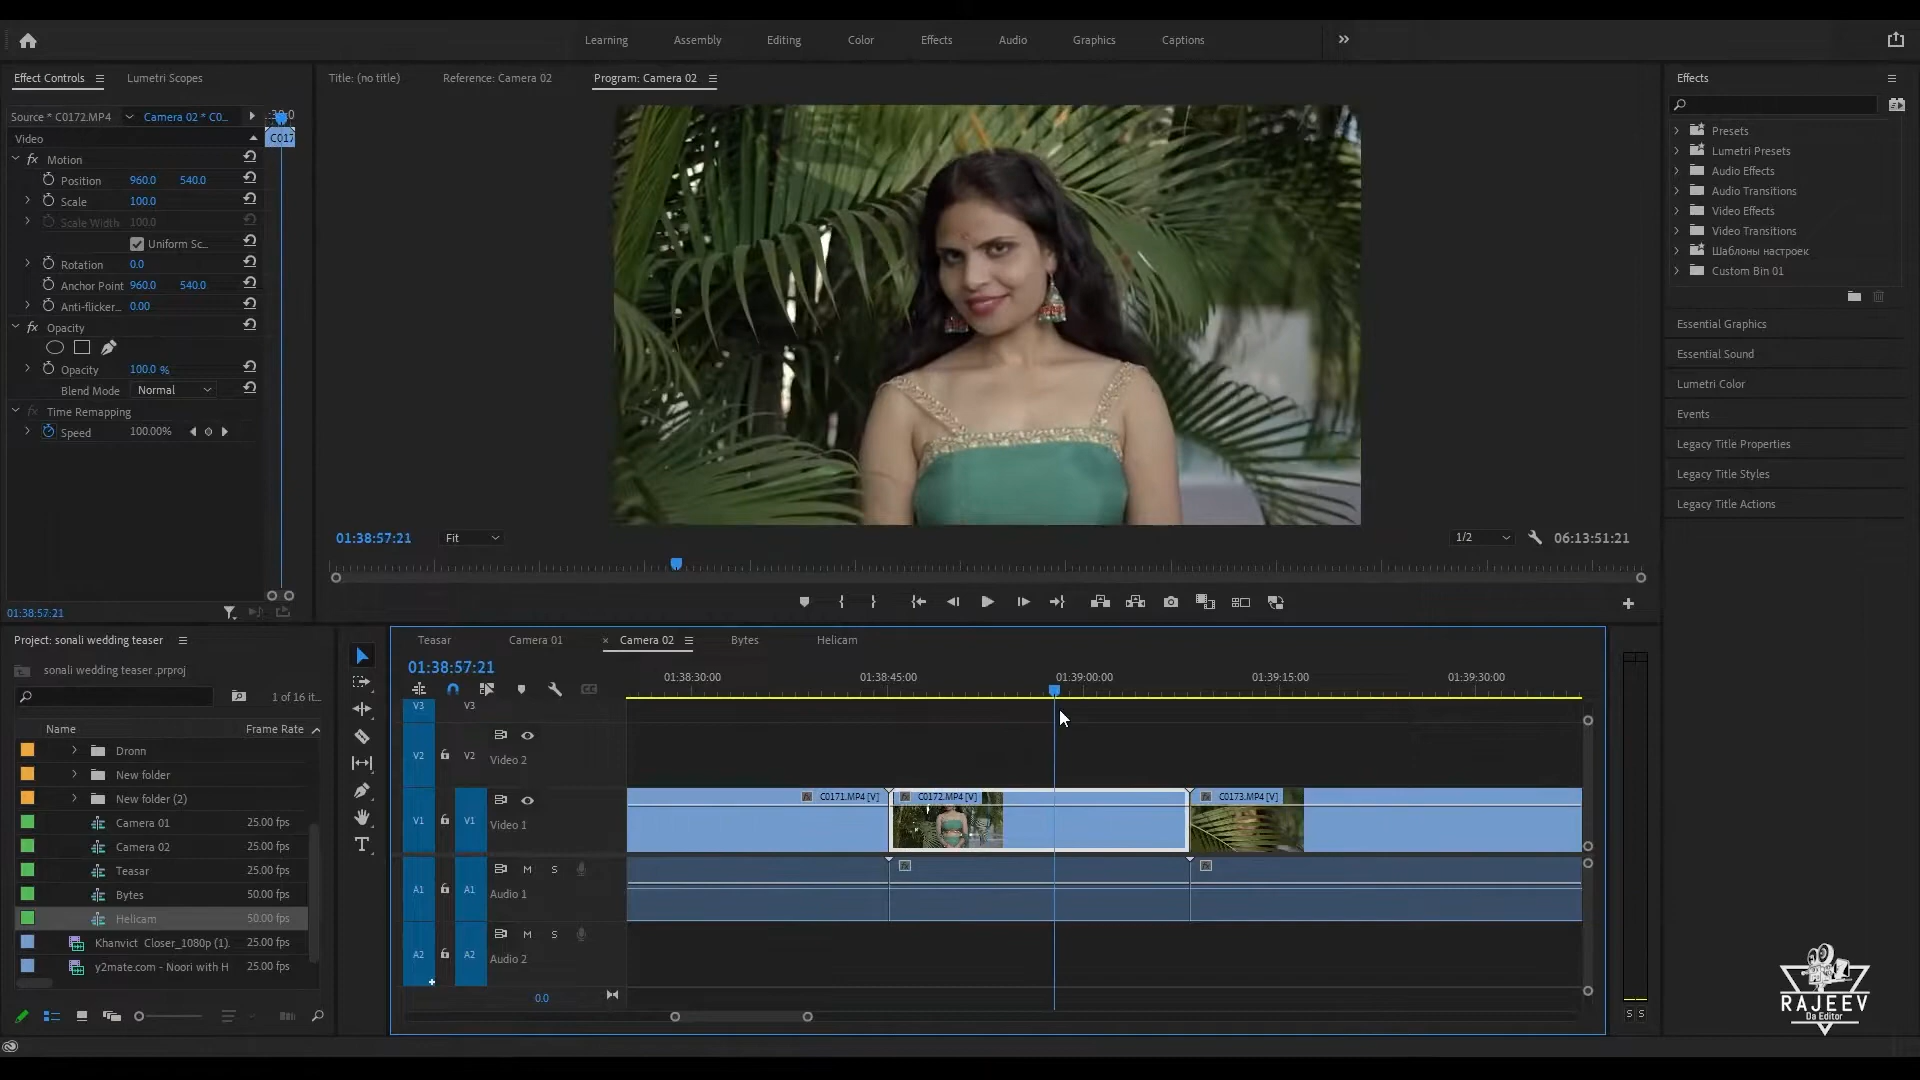 Learning Assembly Editing Color Effects Audio Graphics Captions
Effect Controls Lumetri Scopes
Title: (no title) Reference: Camera 02 Program: Camera 02
Effects
Source * C0172.MP4 Camera 02 * C0...
Video
C017
Motion
Position 960.0 540.0
Scale 100.0
Scale Width 100.0
Uniform Sc...
Rotation 0.0
Anchor Point 960.0 540.0
Anti-flicker... 0.00
Opacity
Opacity 100.0 %
Blend Mode Normal
Time Remapping
Speed 100.00%
01:38:57:21
Presets
Lumetri Presets
Audio Effects
Audio Transitions
Video Effects
Video Transitions
Шаблоны настроек
Custom Bin 01
Essential Graphics
Essential Sound
Lumetri Color
Events
Legacy Title Properties
Legacy Title Styles
Legacy Title Actions
01:38:57:21 Fit 1/2 06:13:51:21
Project: sonali wedding teaser
sonali wedding teaser .prproj
1 of 16 it...
Name Frame Rate
Dronn
New folder
New folder (2)
Camera 01 25.00 fps
Camera 02 25.00 fps
Teasar 25.00 fps
Bytes 50.00 fps
Helicam 50.00 fps
Khanvict Closer_1080p (1). 25.00 fps
y2mate.com - Noori with H 25.00 fps
Teasar Camera 01 × Camera 02 Bytes Helicam
01:38:57:21
01:38:30:00 01:38:45:00 01:39:00:00 01:39:15:00 01:39:30:00
V3 V3
V2 V2 Video 2
C0171.MP4 [V] C0172.MP4 [V] C0173.MP4 [V]
V1 V1 Video 1
M S
A1 A1 Audio 1
M S
A2 A2 Audio 2
0.0
S S
RAJEEV
Da Editor